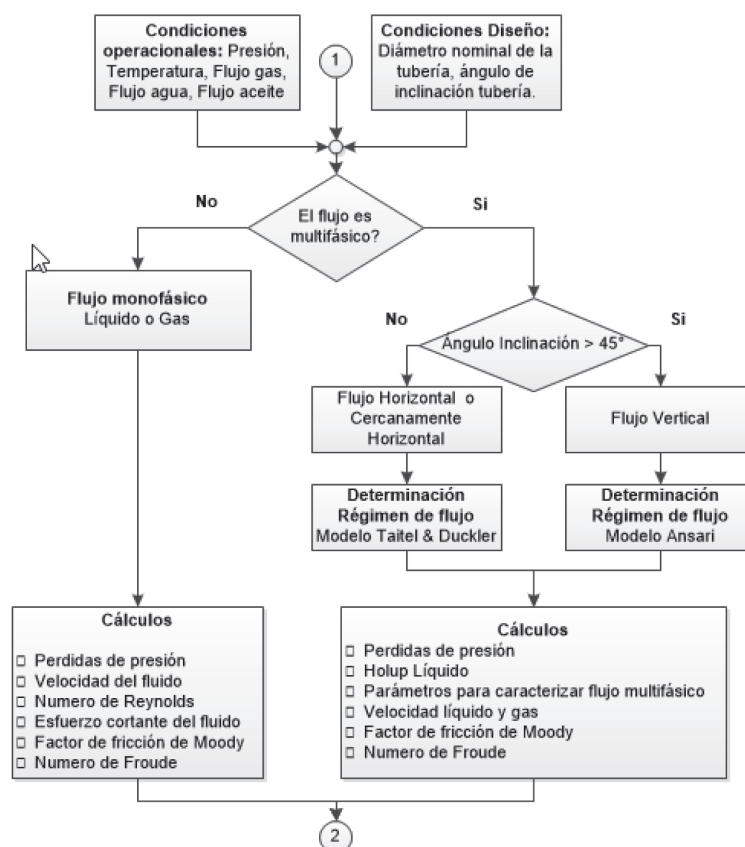 Condiciones
operacionales: Presión,
Temperatura, Flujo gas,
Flujo agua, Flujo aceite
1
Condiciones Diseño:
Diámetro nominal de la
tubería, ángulo de
inclinación tubería.
No
El flujo es
multifásico?
Si
Flujo monofásico
Líquido o Gas
No
Ángulo Inclinación > 45°
Si
Flujo Horizontal o
Cercanamente
Horizontal
Flujo Vertical
Determinación
Régimen de flujo
Modelo Taitel & Duckler
Determinación
Régimen de flujo
Modelo Ansari
Cálculos
Perdidas de presión
Velocidad del fluido
Numero de Reynolds
Esfuerzo cortante del fluido
Factor de fricción de Moody
Numero de Froude
Cálculos
Perdidas de presión
Holup Líquido
Parámetros para caracterizar flujo multifásico
Velocidad líquido y gas
Factor de fricción de Moody
Numero de Froude
2